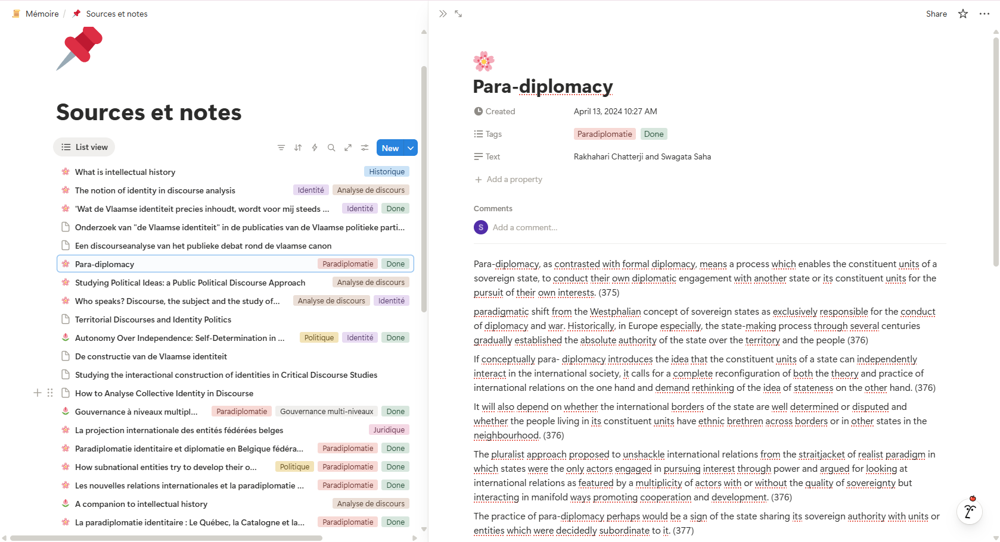 Mémoire / Sources et notes
Sources et notes
List view
New
What is intellectual history Historique
The notion of identity in discourse analysis Identité Analyse de discours
'Wat de Vlaamse identiteit precies inhoudt, wordt voor mij steeds ... Identité Done
Onderzoek van "de Vlaamse identiteit" in de publicaties van de Vlaamse politieke parti...
Een discourseanalyse van het publieke debat rond de vlaamse canon
Para-diplomacy Paradiplomatie Done
Studying Political Ideas: a Public Political Discourse Approach Analyse de discours
Who speaks? Discourse, the subject and the study of... Analyse de discours Identité
Territorial Discourses and Identity Politics
Autonomy Over Independence: Self-Determination in ... Politique Identité Done
De constructie van de Vlaamse identiteit
Studying the interactional construction of identities in Critical Discourse Studies
How to Analyse Collective Identity in Discourse
Gouvernance à niveaux multipl... Paradiplomatie Gouvernance multi-niveaux Done
La projection internationale des entités fédérées belges Juridique
Paradiplomatie identitaire et diplomatie en Belgique fédéra... Paradiplomatie Done
How subnational entities try to develop their o... Politique Paradiplomatie Done
Les nouvelles relations internationales et la paradiplomatie ... Paradiplomatie Done
A companion to intellectual history Analyse de discours
La paradiplomatie identitaire : Le Québec, la Catalogne et la... Paradiplomatie Done
Share
Para-diplomacy
Created April 13, 2024 10:27 AM
Tags Paradiplomatie Done
Text Rakhahari Chatterji and Swagata Saha
Add a property
Comments
S Add a comment...
Para-diplomacy, as contrasted with formal diplomacy, means a process which enables the constituent units of a
sovereign state, to conduct their own diplomatic engagement with another state or its constituent units for the
pursuit of their own interests. (375)
paradigmatic shift from the Westphalian concept of sovereign states as exclusively responsible for the conduct
of diplomacy and war. Historically, in Europe especially, the state-making process through several centuries
gradually established the absolute authority of the state over the territory and the people (376)
If conceptually para- diplomacy introduces the idea that the constituent units of a state can independently
interact in the international society, it calls for a complete reconfiguration of both the theory and practice of
international relations on the one hand and demand rethinking of the idea of stateness on the other hand. (376)
It will also depend on whether the international borders of the state are well determined or disputed and
whether the people living in its constituent units have ethnic brethren across borders or in other states in the
neighbourhood. (376)
The pluralist approach proposed to unshackle international relations from the straitjacket of realist paradigm in
which states were the only actors engaged in pursuing interest through power and argued for looking at
international relations as featured by a multiplicity of actors with or without the quality of sovereignty but
interacting in manifold ways promoting cooperation and development. (376)
The practice of para-diplomacy perhaps would be a sign of the state sharing its sovereign authority with units or
entities which were decidedly subordinate to it. (377)